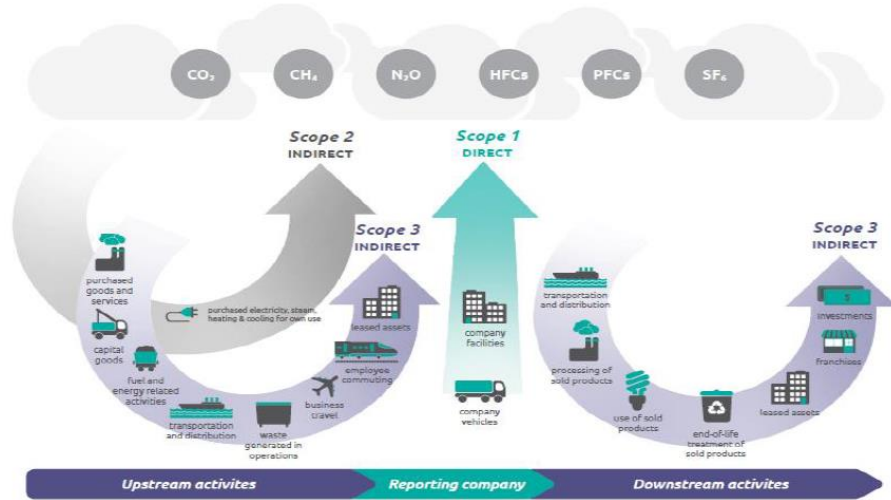 CO₂
CH₄
N₂O
HFCs
PFCs
SF₆
Scope 2
INDIRECT
Scope 1
DIRECT
Scope 3
INDIRECT
Scope 3
INDIRECT
purchased
goods and
services
capital
goods
fuel and
energy related
activities
purchased electricity, steam,
heating & cooling for own use
transportation
and distribution
waste
generated in
operations
business
travel
employee
commuting
leased assets
company
facilities
company
vehicles
transportation
and distribution
processing of
sold products
use of sold
products
end-of-life
treatment of
sold products
leased assets
franchises
$
investments
Upstream activites
Reporting company
Downstream activites